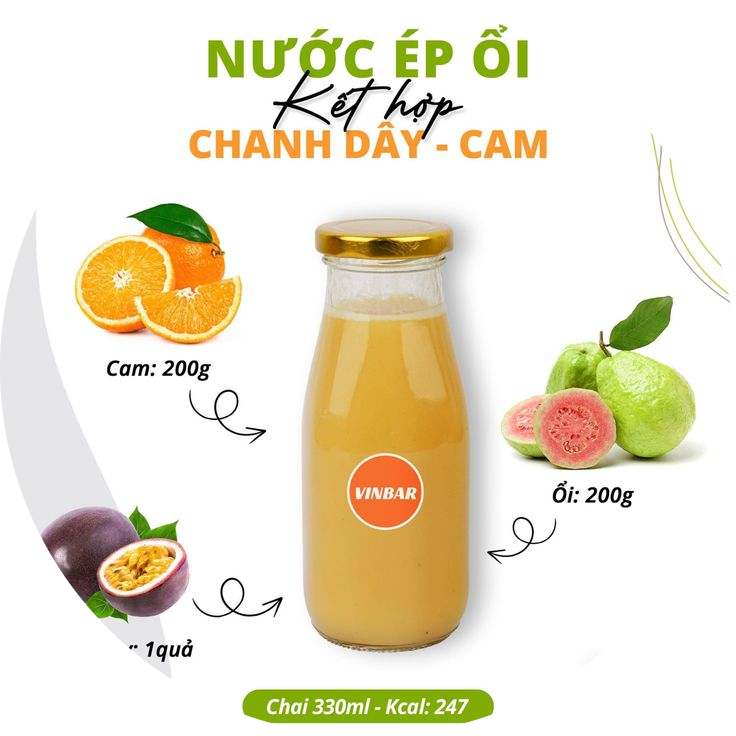 NƯỚC ÉP ỔI
Kết hợp
CHANH DÂY - CAM
Cam: 200g
VINBAR
Ổi: 200g
: 1quả
Chai 330ml - Kcal: 247